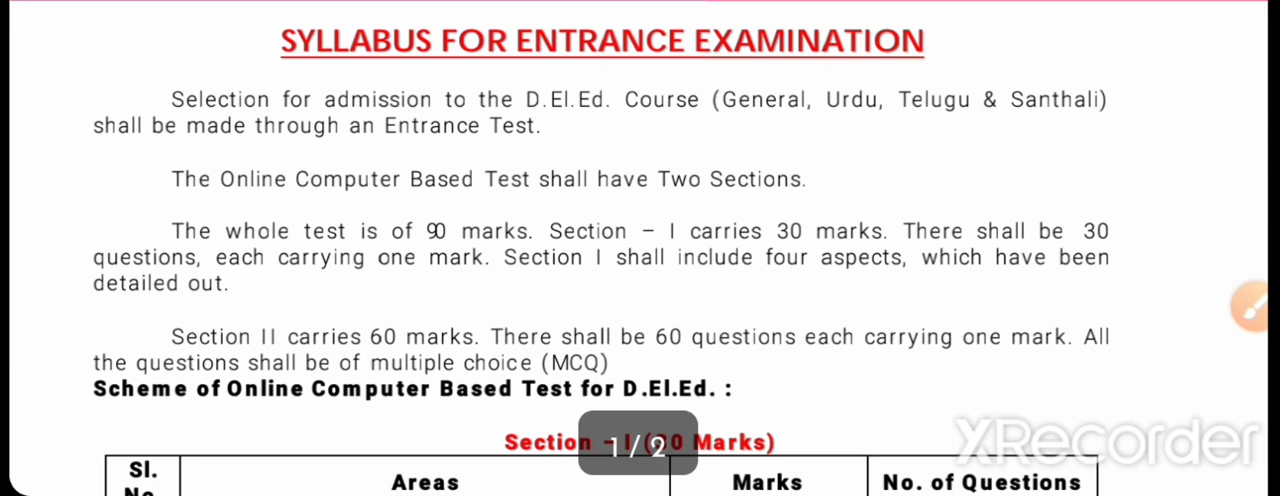 SYLLABUS FOR ENTRANCE EXAMINATION
Selection for admission to the D.El.Ed. Course (General, Urdu, Telugu & Santhali)
shall be made through an Entrance Test.
The Online Computer Based Test shall have Two Sections.
The whole test is of 90 marks. Section – I carries 30 marks. There shall be 30
questions, each carrying one mark. Section I shall include four aspects, which have been
detailed out.
Section II carries 60 marks. There shall be 60 questions each carrying one mark. All
the questions shall be of multiple choice (MCQ)
Scheme of Online Computer Based Test for D.El.Ed. :
Section – I (30 Marks)
1/2
XRecorder
Sl.
No.
Areas
Marks
No. of Questions